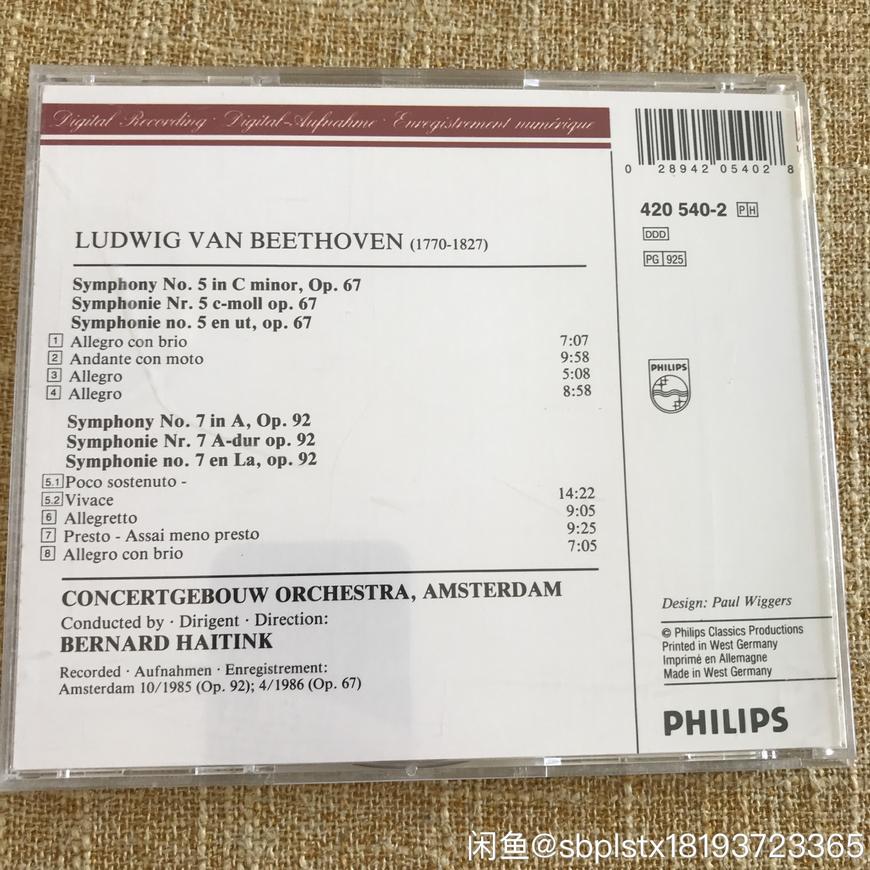 Digital Recording · Digital-Aufnahme · Enregistrement numérique
0 28942 05402 8
420 540-2 PH
DDD
PG 925
LUDWIG VAN BEETHOVEN (1770-1827)
Symphony No. 5 in C minor, Op. 67
Symphonie Nr. 5 c-moll op. 67
Symphonie no. 5 en ut, op. 67
1 Allegro con brio 7:07
2 Andante con moto 9:58
3 Allegro 5:08
4 Allegro 8:58
Symphony No. 7 in A, Op. 92
Symphonie Nr. 7 A-dur op. 92
Symphonie no. 7 en La, op. 92
5.1 Poco sostenuto -
5.2 Vivace 14:22
6 Allegretto 9:05
7 Presto - Assai meno presto 9:25
8 Allegro con brio 7:05
CONCERTGEBOUW ORCHESTRA, AMSTERDAM
Conducted by · Dirigent · Direction:
BERNARD HAITINK
Recorded · Aufnahmen · Enregistrement:
Amsterdam 10/1985 (Op. 92); 4/1986 (Op. 67)
PHILIPS
Design: Paul Wiggers
© Philips Classics Productions
Printed in West Germany
Imprimé en Allemagne
Made in West Germany
PHILIPS
闲鱼@sbplstx18193723365